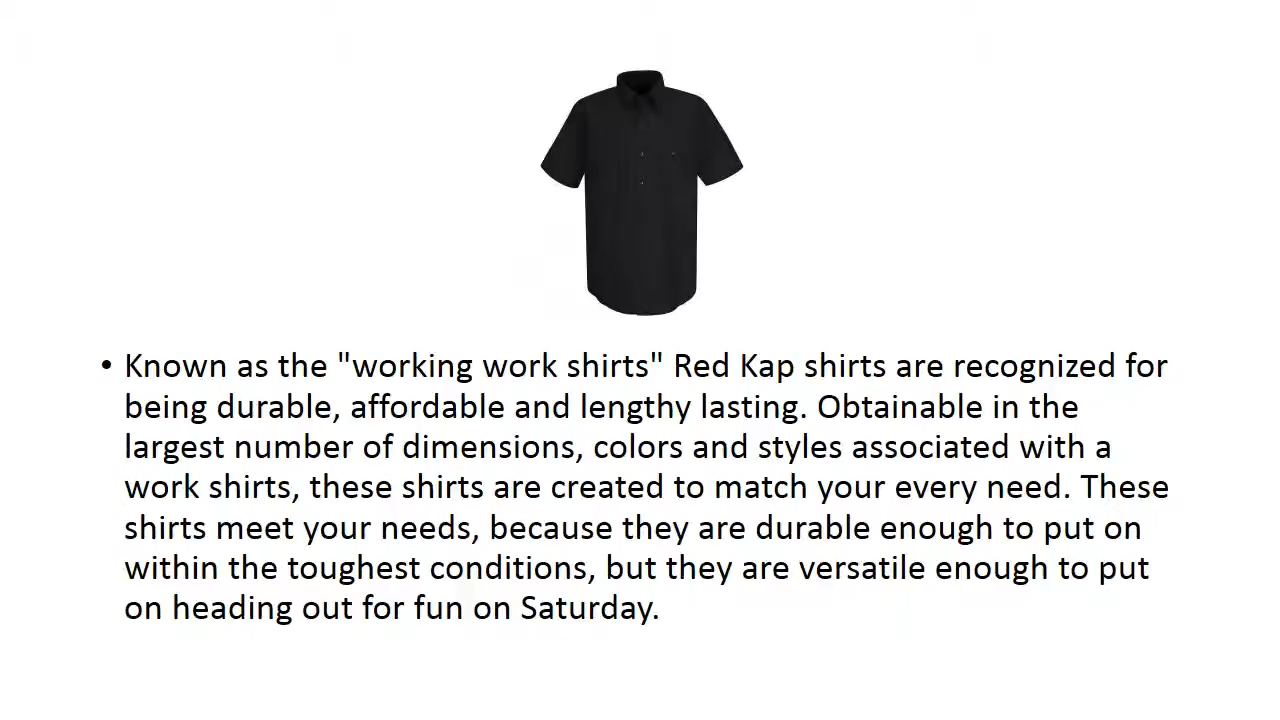 • Known as the "working work shirts" Red Kap shirts are recognized for
being durable, affordable and lengthy lasting. Obtainable in the
largest number of dimensions, colors and styles associated with a
work shirts, these shirts are created to match your every need. These
shirts meet your needs, because they are durable enough to put on
within the toughest conditions, but they are versatile enough to put
on heading out for fun on Saturday.